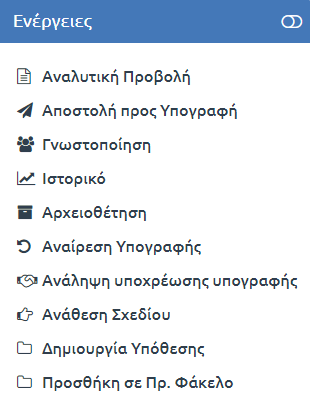 Ενέργειες
Αναλυτική Προβολή
Αποστολή προς Υπογραφή
Γνωστοποίηση
Ιστορικό
Αρχειοθέτηση
Αναίρεση Υπογραφής
Ανάληψη υποχρέωσης υπογραφής
Ανάθεση Σχεδίου
Δημιουργία Υπόθεσης
Προσθήκη σε Πρ. Φάκελο